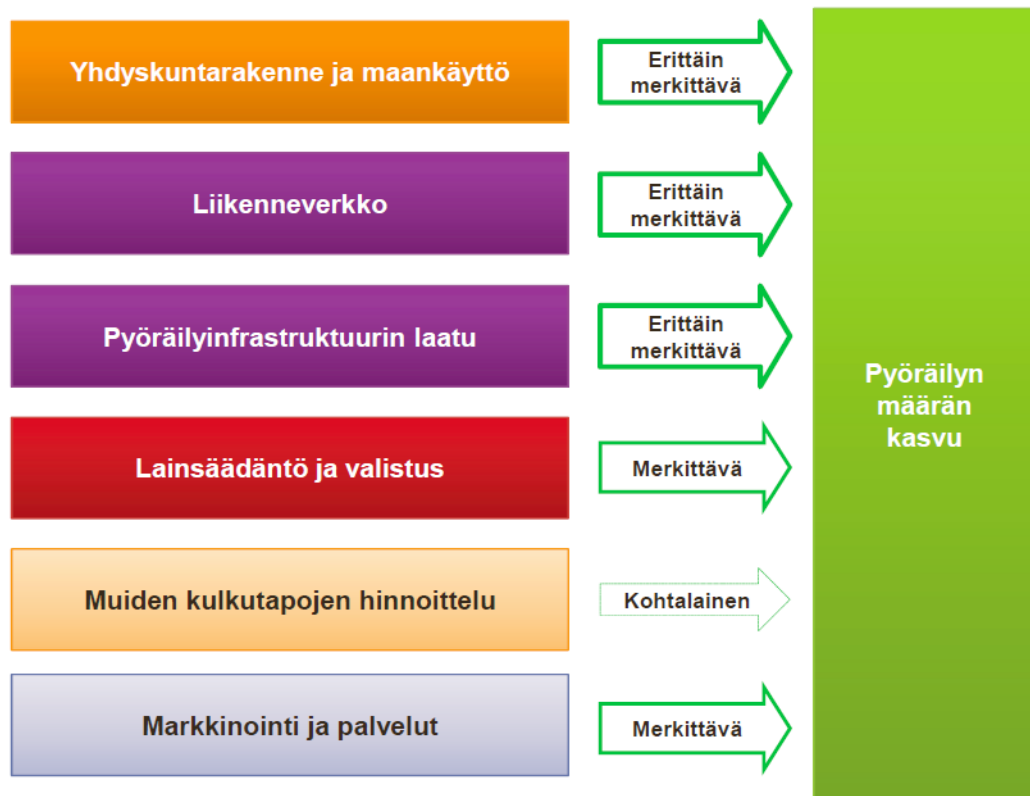 Yhdyskuntarakenne ja maankäyttö
Erittäin
merkittävä
Liikenneverkko
Erittäin
merkittävä
Pyöräilyinfrastruktuurin laatu
Erittäin
merkittävä
Lainsäädäntö ja valistus
Merkittävä
Muiden kulkutapojen hinnoittelu
Kohtalainen
Markkinointi ja palvelut
Merkittävä
Pyöräilyn
määrän
kasvu